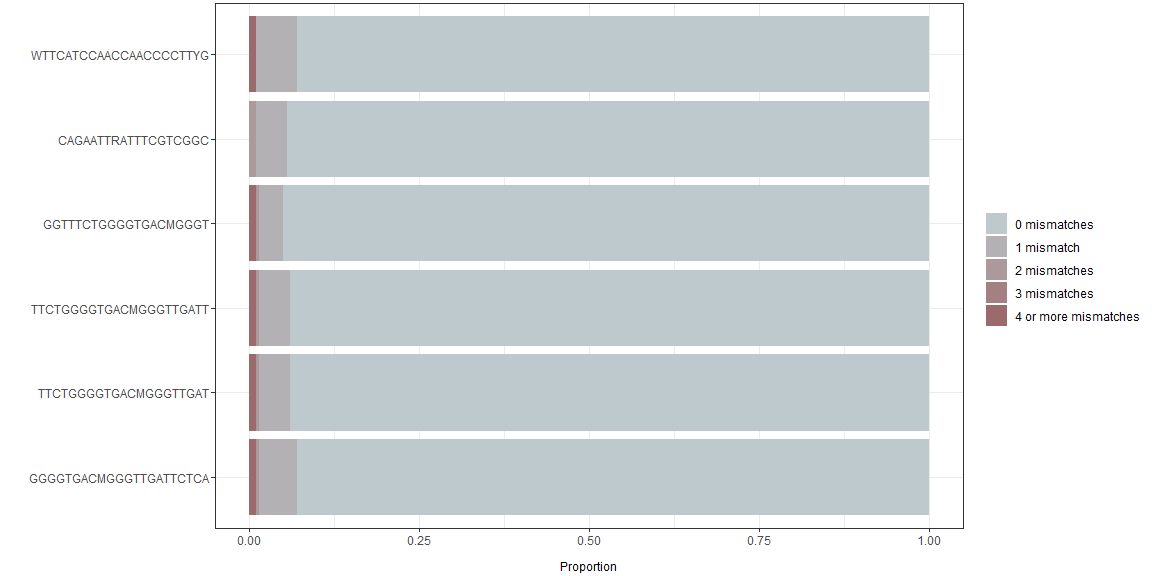 WTTCATCCAACCAACCCCTTYG
CAGAATTRATTTCGTCGGC
GGTTTCTGGGGTGACMGGGT
TTCTGGGGTGACMGGGTTGATT
TTCTGGGGTGACMGGGTTGAT
GGGGTGACMGGGTTGATTCTCA
0.00 0.25 0.50 0.75 1.00
Proportion
0 mismatches
1 mismatch
2 mismatches
3 mismatches
4 or more mismatches